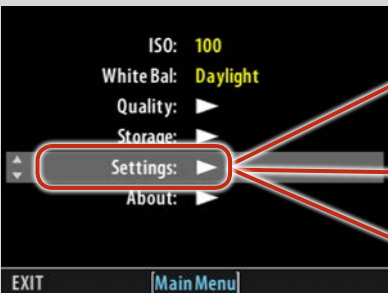 ISO: 100
White Bal: Daylight
Quality:
Storage:
Settings:
About:
EXIT [Main Menu]